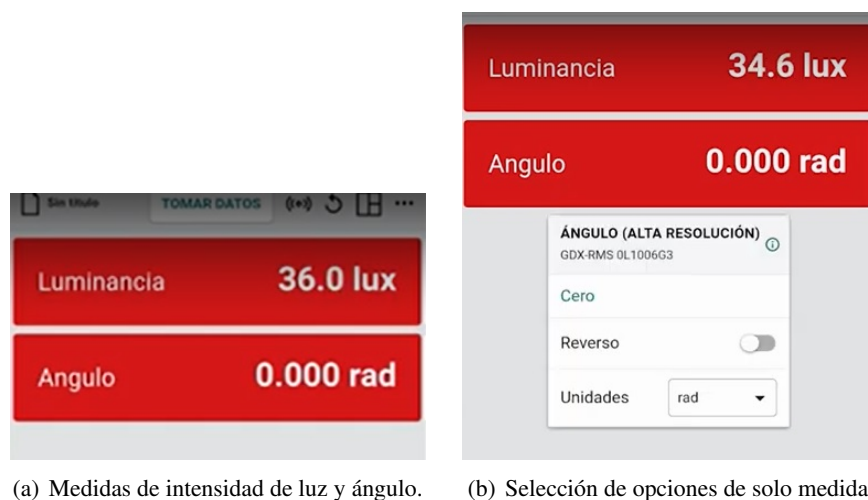 Sin título
TOMAR DATOS
Luminancia 36.0 lux
Angulo 0.000 rad
(a) Medidas de intensidad de luz y ángulo.
Luminancia 34.6 lux
Angulo 0.000 rad
ÁNGULO (ALTA RESOLUCIÓN)
GDX-RMS 0L1006G3
Cero
Reverso
Unidades rad
(b) Selección de opciones de solo medida